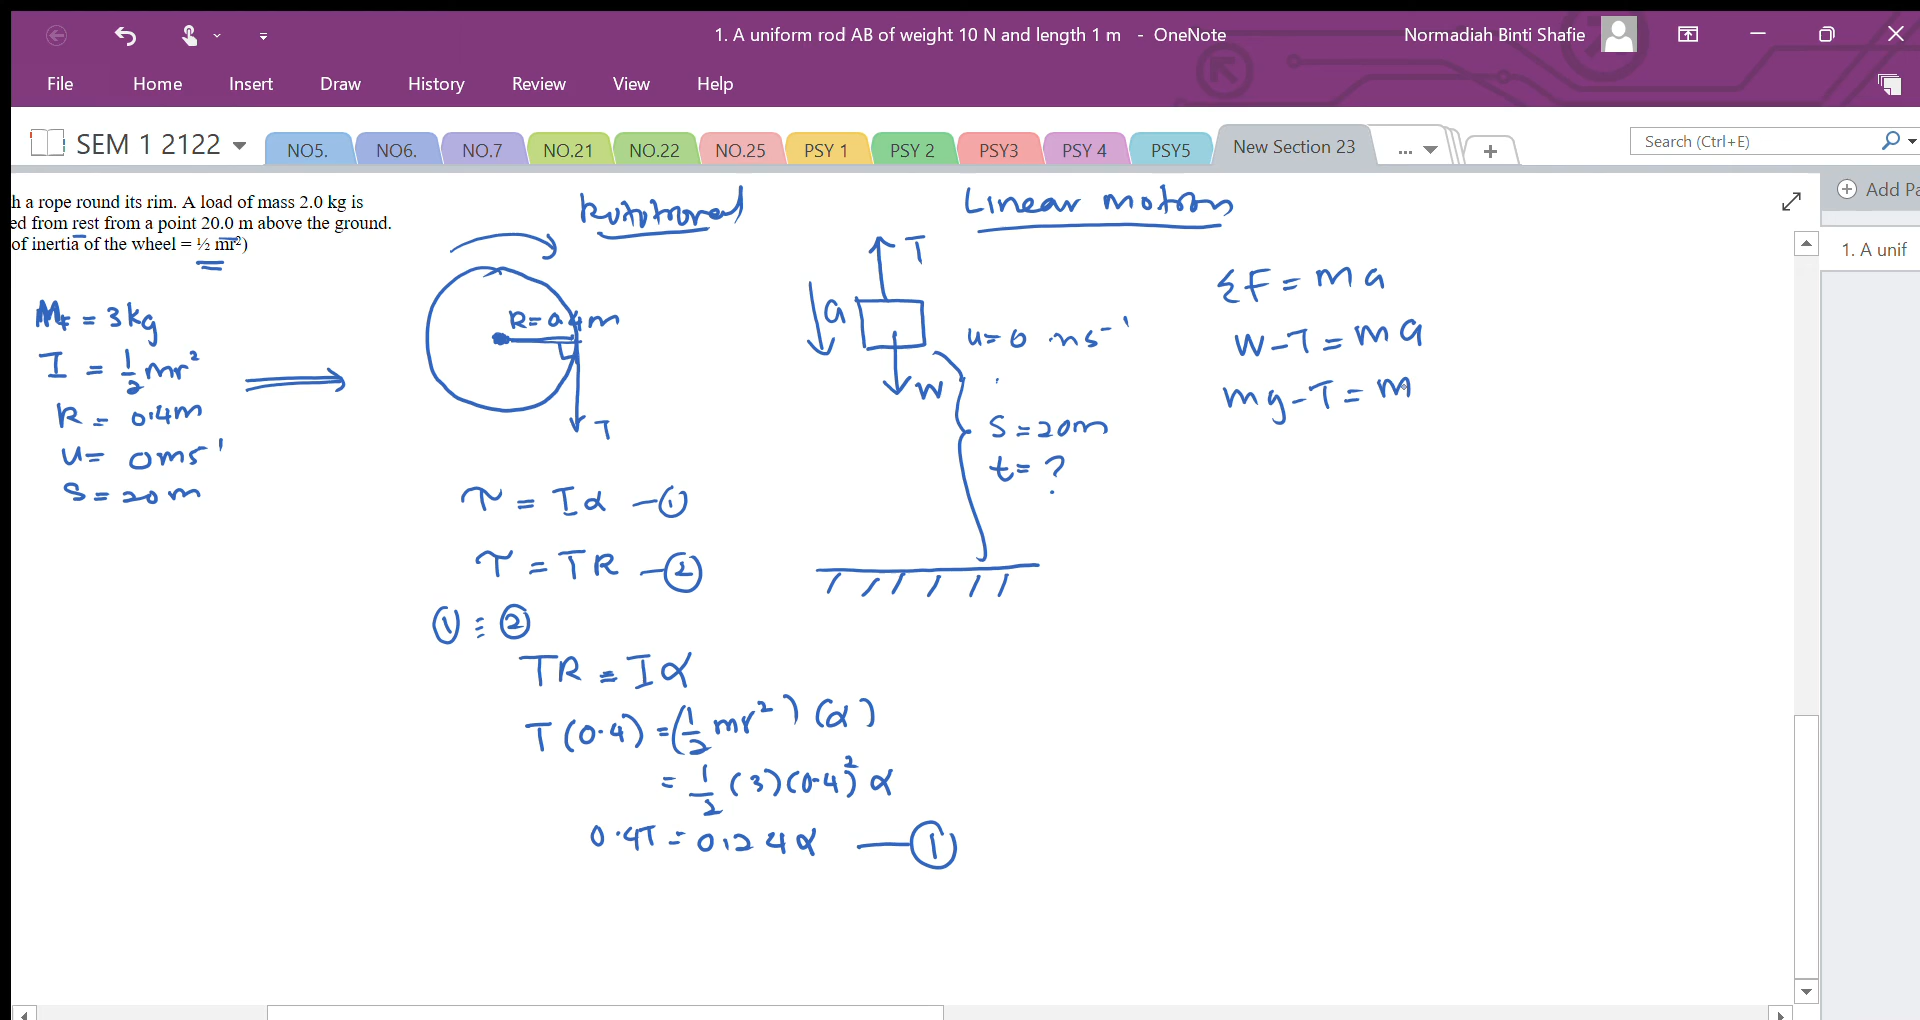 1. A uniform rod AB of weight 10 N and length 1 m - OneNote
Normadiah Binti Shafie
File Home Insert Draw History Review View Help
SEM 1 2122
NO5. NO6. NO.7 NO.21 NO.22 NO.25 PSY 1 PSY 2 PSY3 PSY 4 PSY5 New Section 23 ... +
Search (Ctrl+E)
Add Pa
1. A unif
h a rope round its rim. A load of mass 2.0 kg is
ed from rest from a point 20.0 m above the ground.
of inertia of the wheel = ½ mr²)
M = 3kg
I = 1/2 mr²
R = 0.4m
u = 0ms⁻¹
s = 20m
Rotational
R = 0.4m
T
τ = Iα — ①
τ = TR — ②
① ≡ ②
TR = Iα
T(0.4) = (1/2 mr²)(α)
= 1/2 (3)(0.4)² α
0.4T = 0.24α — ①
Linear motion
T
a
W
u = 0 ms⁻¹
S = 20m
t = ?
ΣF = ma
W - T = ma
mg - T = m